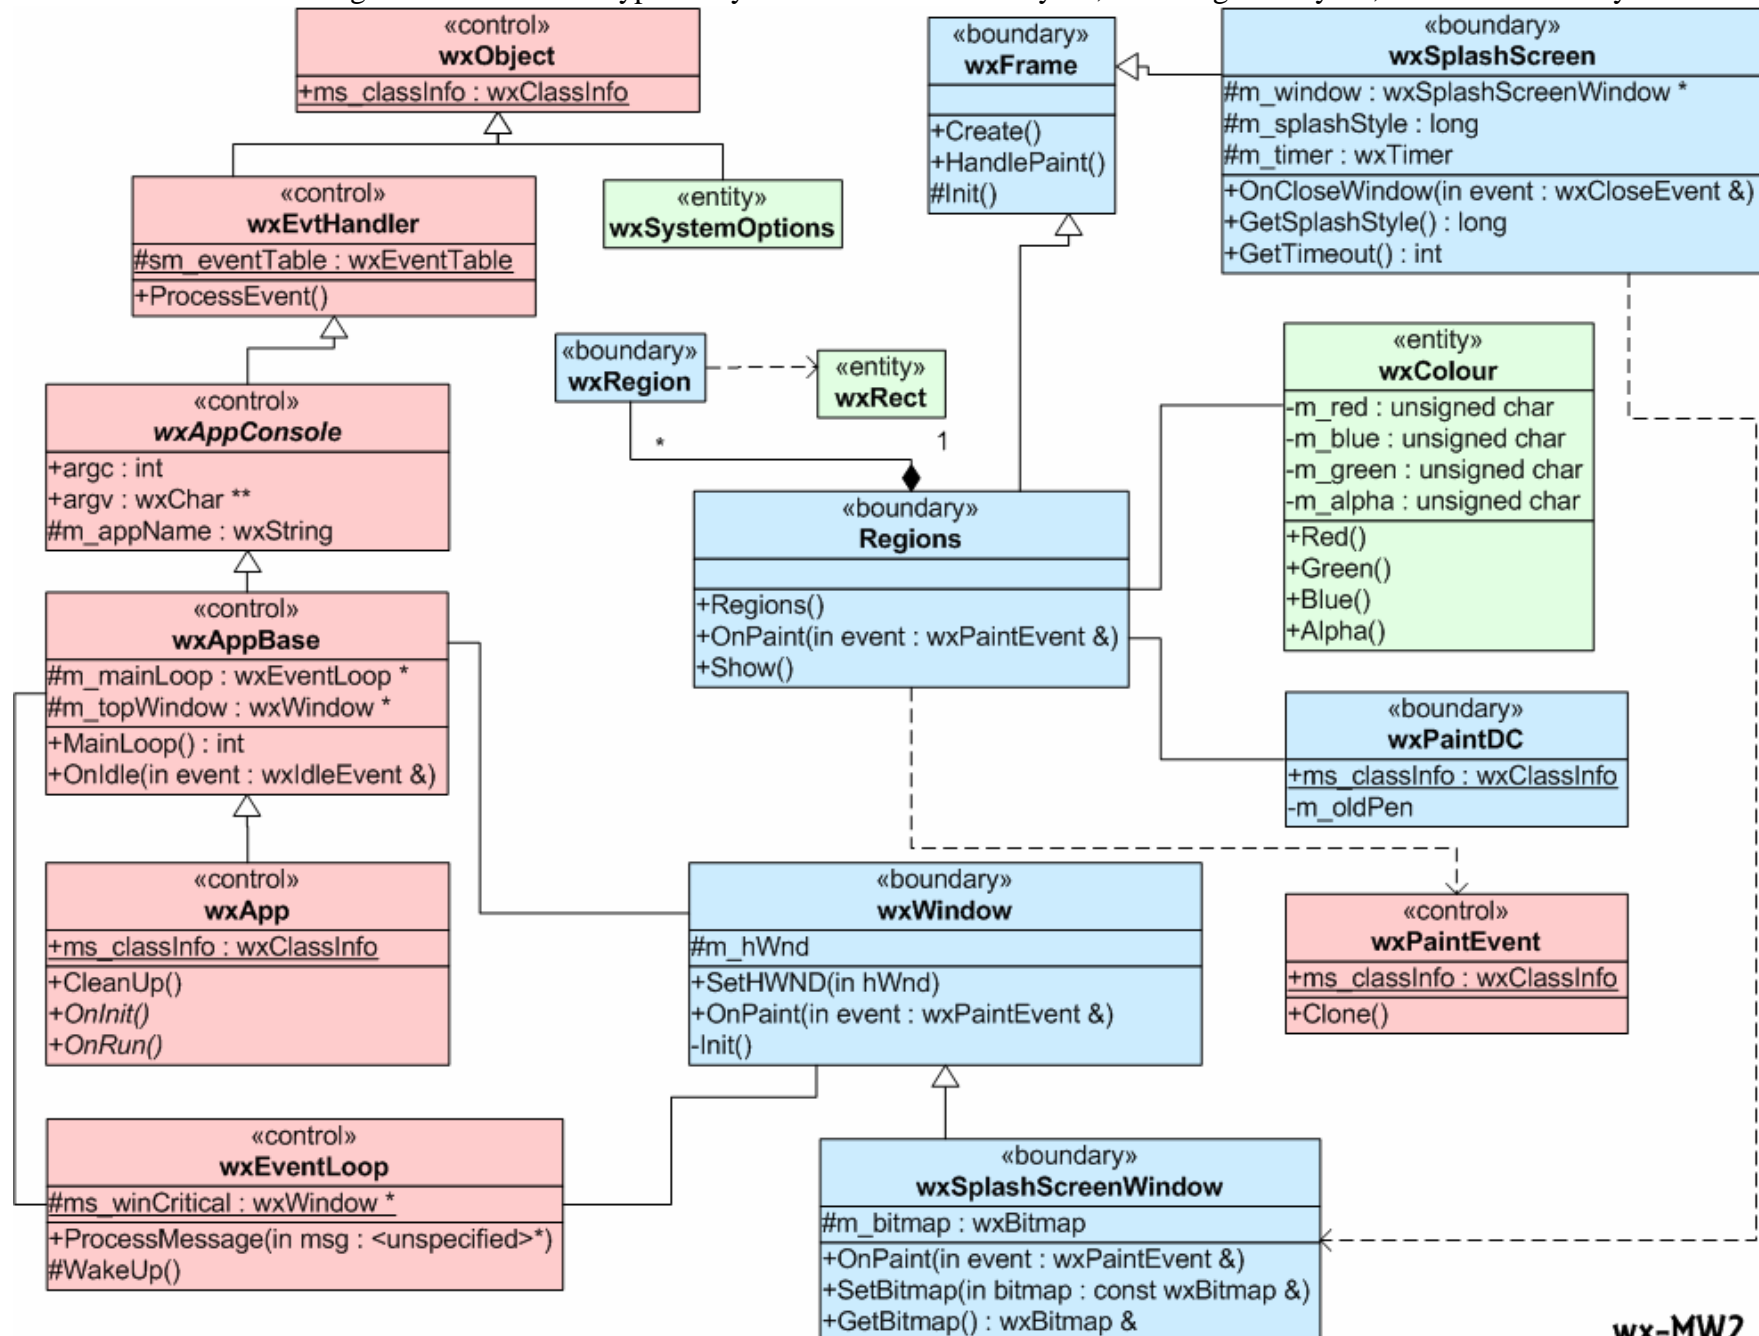 «control»
wxObject
+ms_classInfo : wxClassInfo
«boundary»
wxFrame
+Create()
+HandlePaint()
#Init()
«boundary»
wxSplashScreen
#m_window : wxSplashScreenWindow *
#m_splashStyle : long
#m_timer : wxTimer
+OnCloseWindow(in event : wxCloseEvent &)
+GetSplashStyle() : long
+GetTimeout() : int
«control»
wxEvtHandler
#sm_eventTable : wxEventTable
+ProcessEvent()
«entity»
wxSystemOptions
«boundary»
wxRegion
«entity»
wxRect
*
1
«entity»
wxColour
-m_red : unsigned char
-m_blue : unsigned char
-m_green : unsigned char
-m_alpha : unsigned char
+Red()
+Green()
+Blue()
+Alpha()
«control»
wxAppConsole
+argc : int
+argv : wxChar **
#m_appName : wxString
«boundary»
Regions
+Regions()
+OnPaint(in event : wxPaintEvent &)
+Show()
«control»
wxAppBase
#m_mainLoop : wxEventLoop *
#m_topWindow : wxWindow *
+MainLoop() : int
+OnIdle(in event : wxIdleEvent &)
«boundary»
wxPaintDC
+ms_classInfo : wxClassInfo
-m_oldPen
«control»
wxApp
+ms_classInfo : wxClassInfo
+CleanUp()
+OnInit()
+OnRun()
«boundary»
wxWindow
#m_hWnd
+SetHWND(in hWnd)
+OnPaint(in event : wxPaintEvent &)
-Init()
«control»
wxPaintEvent
+ms_classInfo : wxClassInfo
+Clone()
«control»
wxEventLoop
#ms_winCritical : wxWindow *
+ProcessMessage(in msg : <unspecified>*)
#WakeUp()
«boundary»
wxSplashScreenWindow
#m_bitmap : wxBitmap
+OnPaint(in event : wxPaintEvent &)
+SetBitmap(in bitmap : const wxBitmap &)
+GetBitmap() : wxBitmap &
wx-MW2